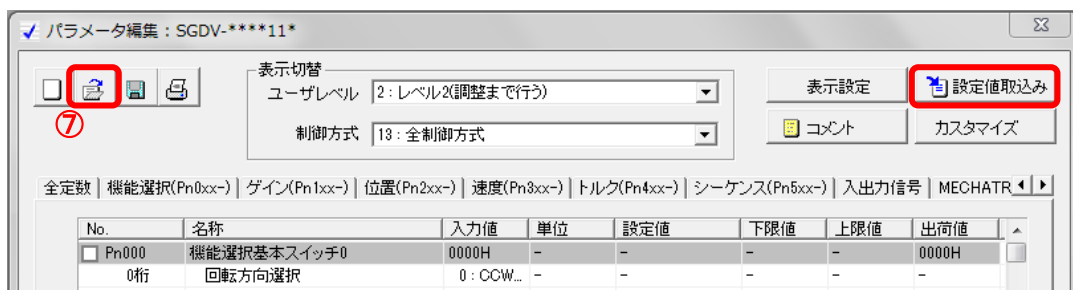 パラメータ編集：SGDV-****11*
⑦
表示切替
ユーザレベル 2：レベル2(調整まで行う)
制御方式 13：全制御方式
表示設定 設定値取込み
コメント カスタマイズ
全定数 機能選択(Pn0xx-) ゲイン(Pn1xx-) 位置(Pn2xx-) 速度(Pn3xx-) トルク(Pn4xx-) シーケンス(Pn5xx-) 入出力信号 MECHATR
No. 名称 入力値 単位 設定値 下限値 上限値 出荷値
Pn000 機能選択基本スイッチ0 0000H - - - - 0000H
0桁 回転方向選択 0：CCW... - - - - -